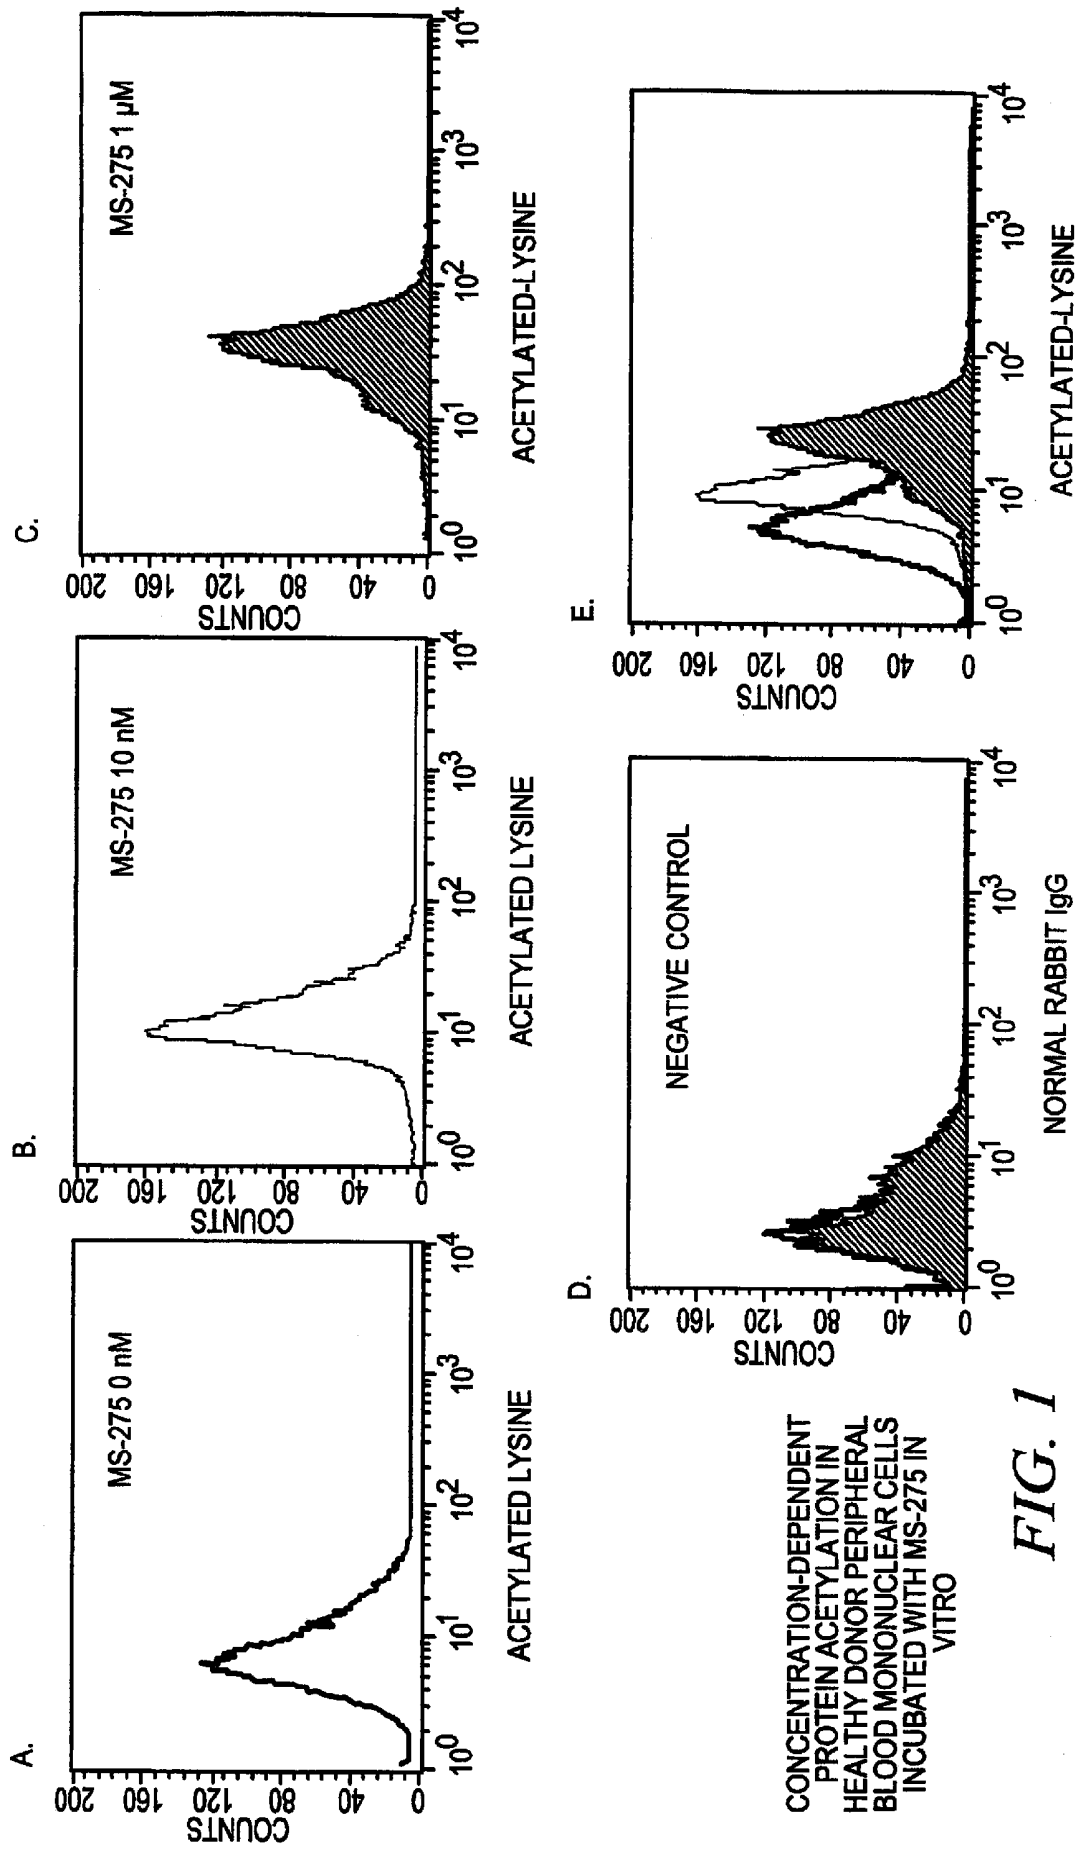 A.
MS-275 0 nM
COUNTS
200 160 120 80 40 0
10^0 10^1 10^2 10^3 10^4
ACETYLATED LYSINE
B.
MS-275 10 nM
COUNTS
200 160 120 80 40 0
10^0 10^1 10^2 10^3 10^4
ACETYLATED LYSINE
C.
MS-275 1 µM
COUNTS
200 160 120 80 40 0
10^0 10^1 10^2 10^3 10^4
ACETYLATED-LYSINE
CONCENTRATION-DEPENDENT
PROTEIN ACETYLATION IN
HEALTHY DONOR PERIPHERAL
BLOOD MONONUCLEAR CELLS
INCUBATED WITH MS-275 IN
VITRO
D.
NEGATIVE CONTROL
COUNTS
200 160 120 80 40 0
10^0 10^1 10^2 10^3 10^4
NORMAL RABBIT IgG
E.
COUNTS
200 160 120 80 40 0
10^0 10^1 10^2 10^3 10^4
ACETYLATED-LYSINE
FIG. 1